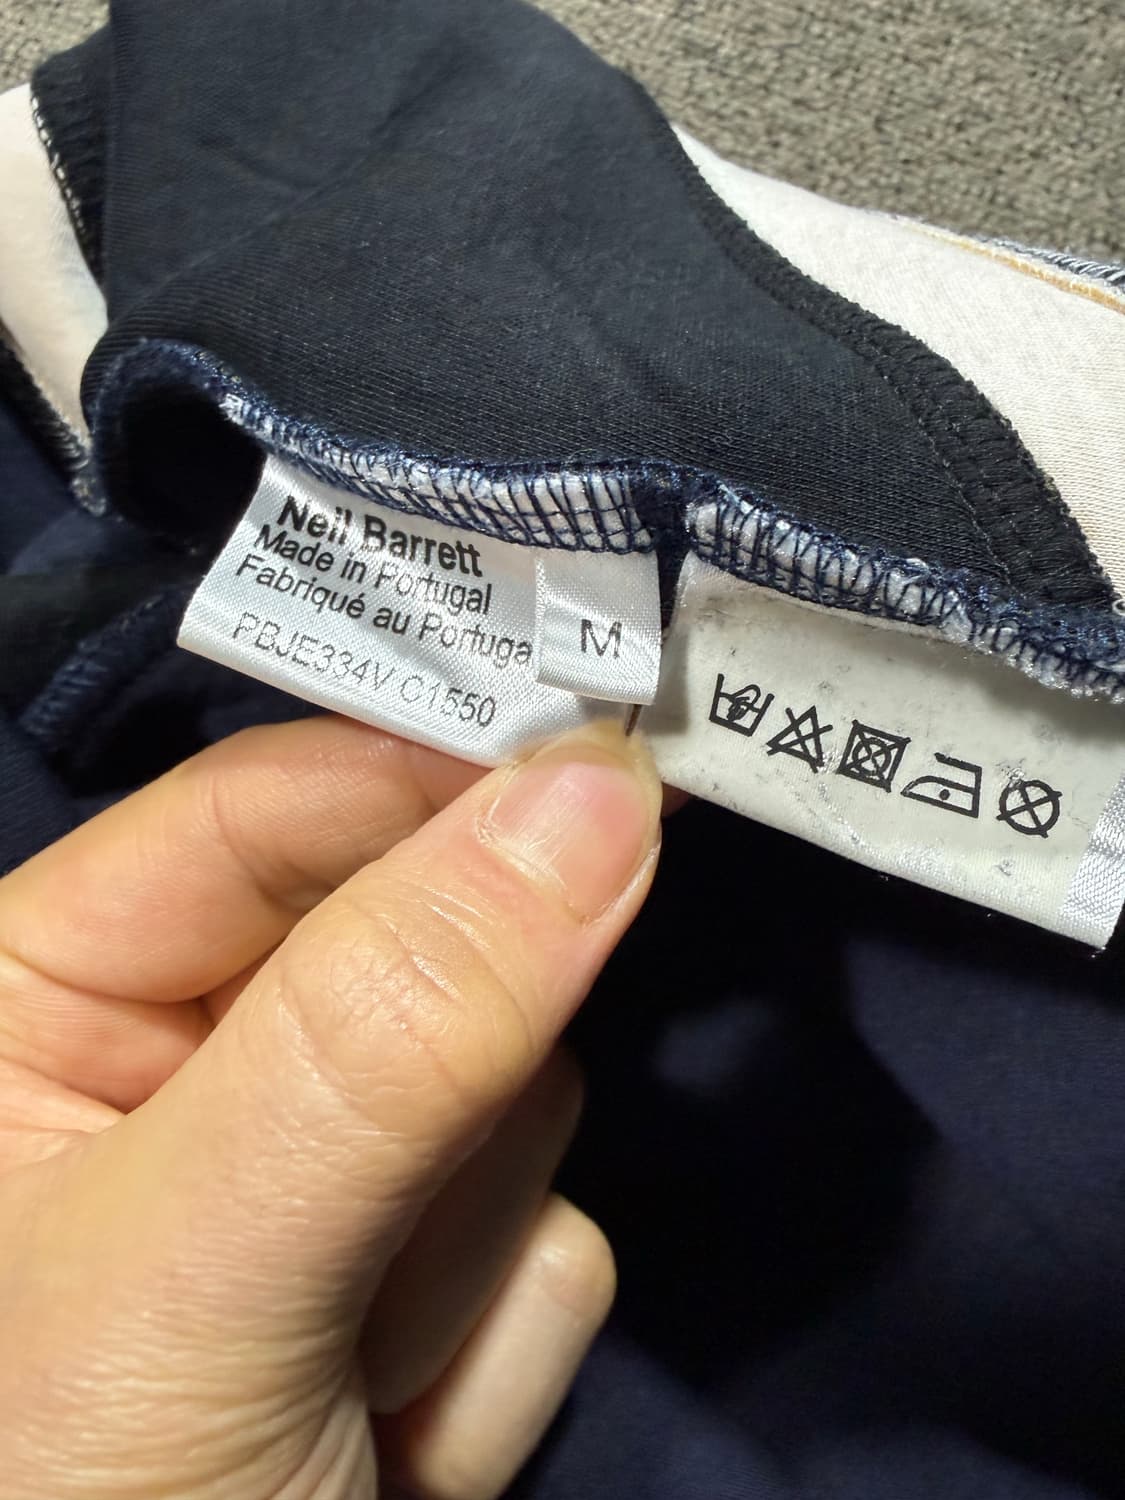 Neil Barrett
Made in Portugal
Fabriqué au Portuga
PBJE334V C1550
M